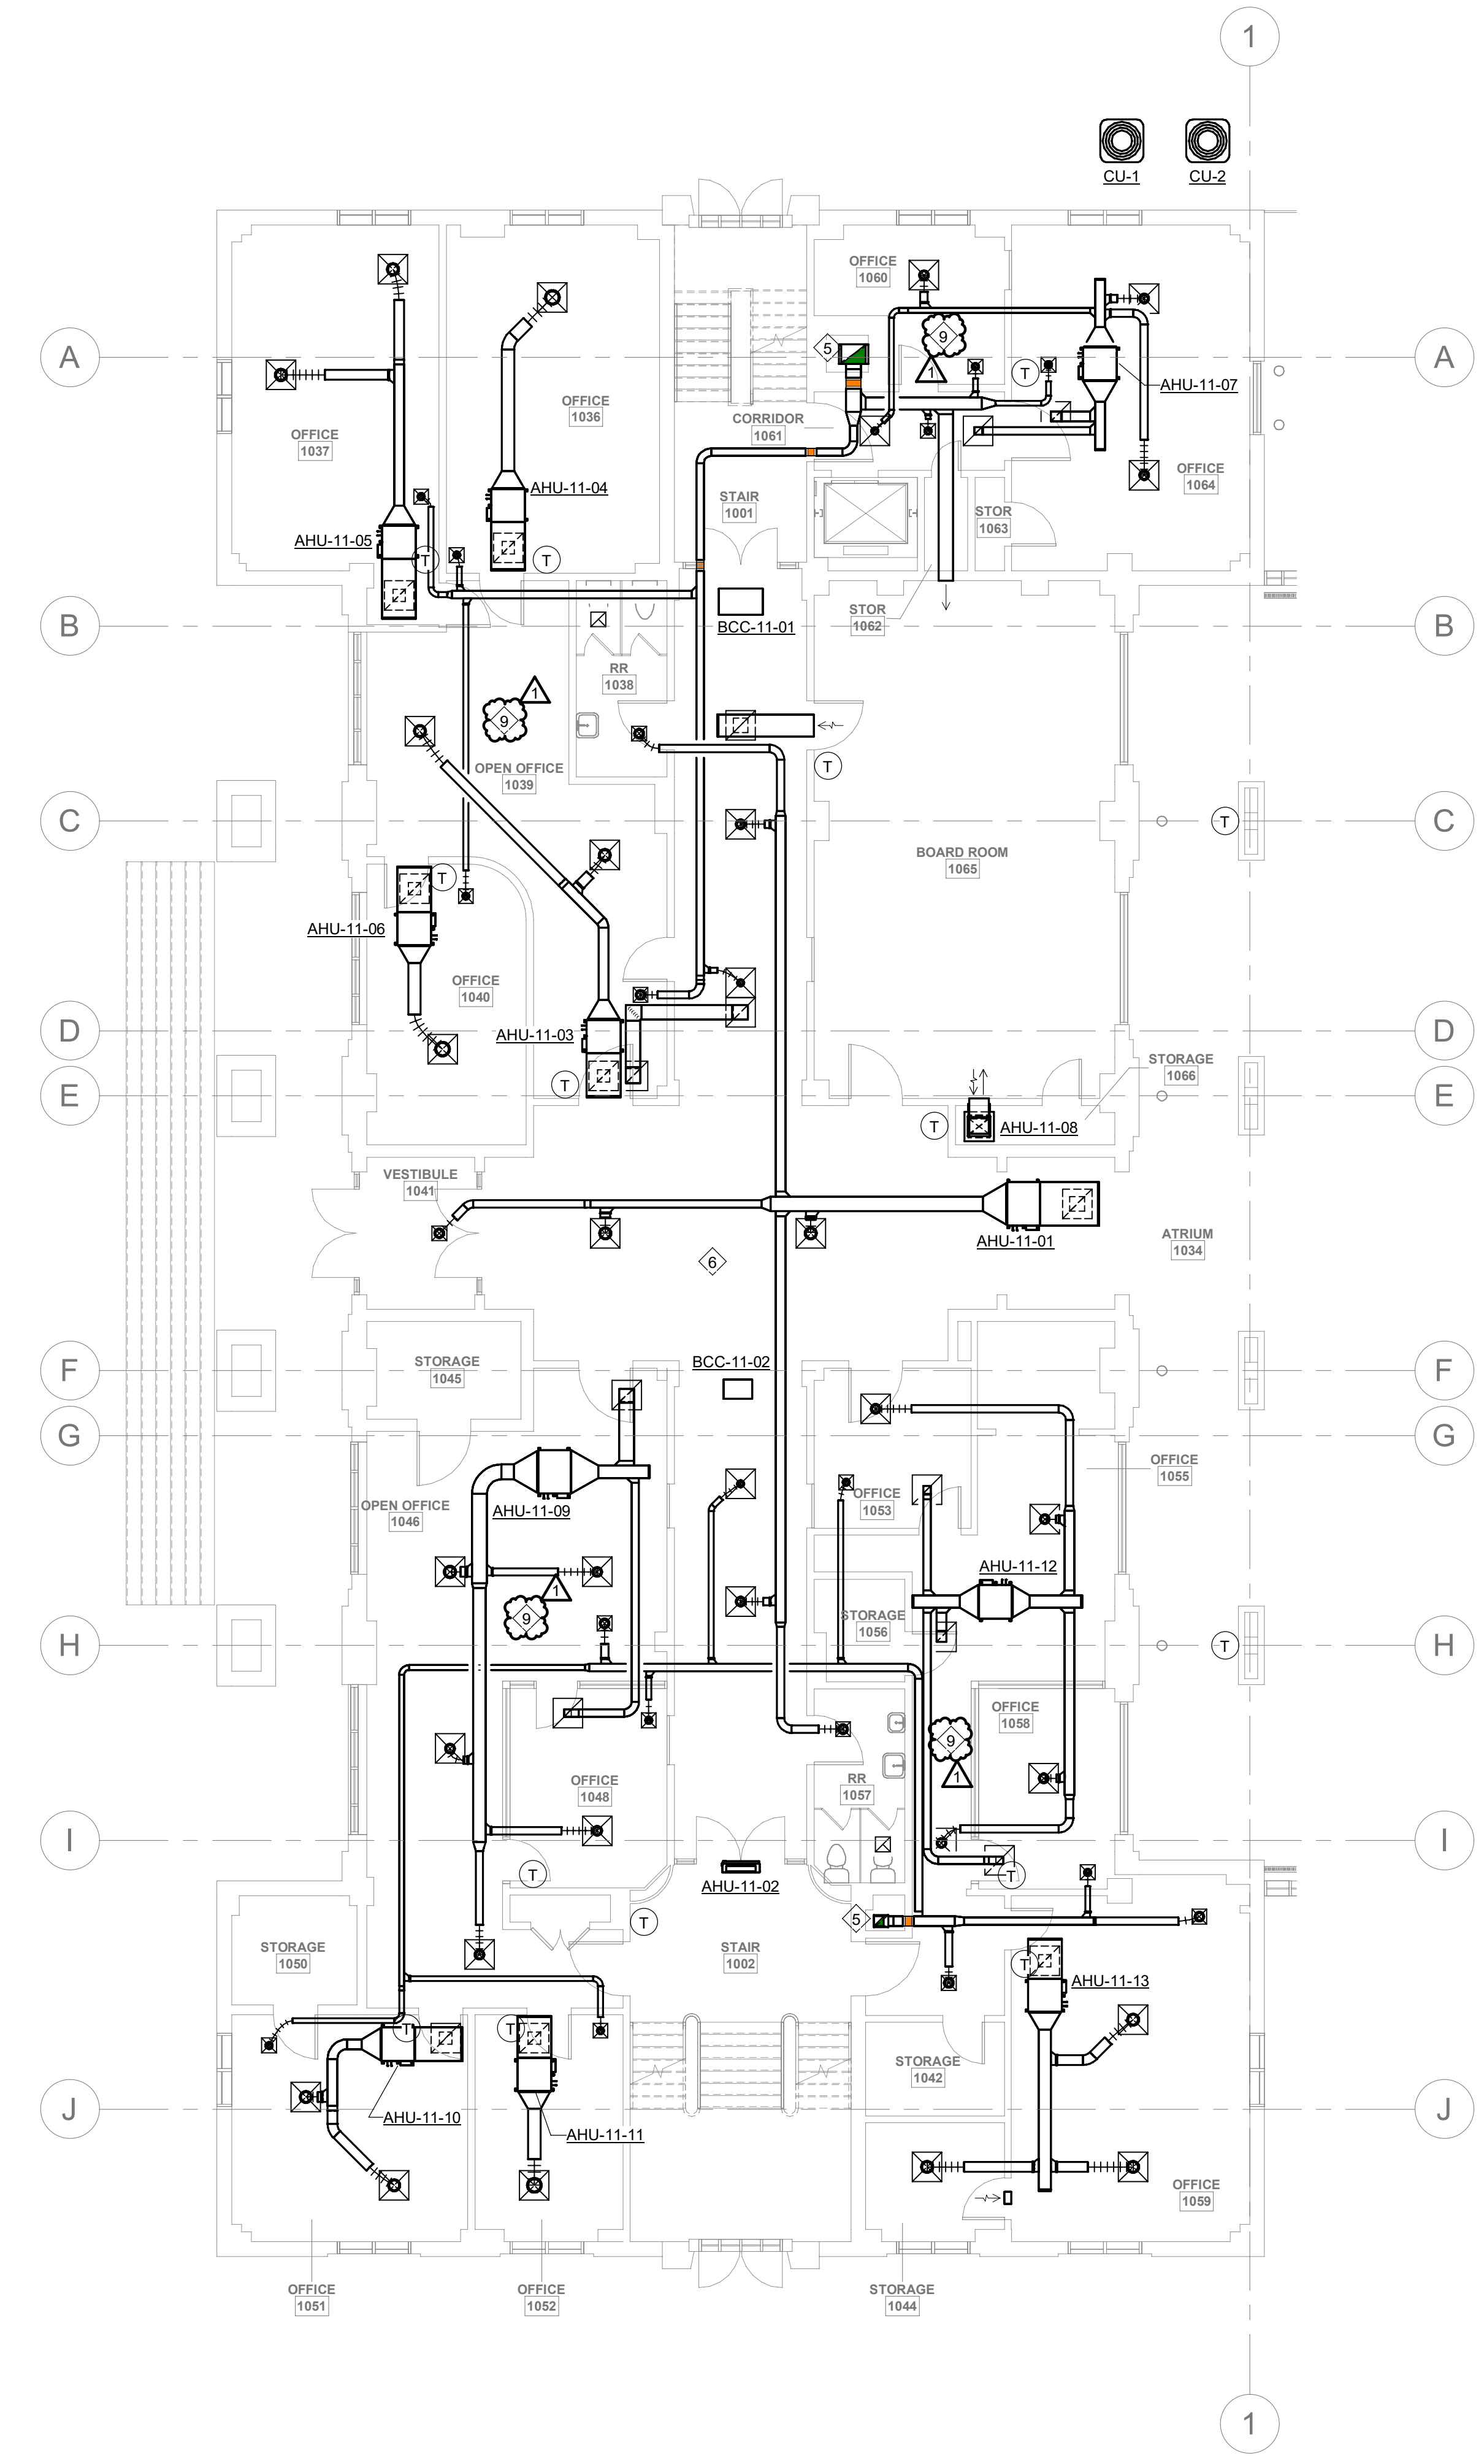 1
CU-1
CU-2
OFFICE
1060
9
5
A
A
1
T
AHU-11-07
OFFICE
1036
CORRIDOR
1061
OFFICE
1037
OFFICE
1064
AHU-11-04
STAIR
1001
STOR
1063
AHU-11-05
T
T
STOR
1062
BCC-11-01
B
B
RR
1038
1
9
OPEN OFFICE
1039
T
C
T
C
BOARD ROOM
1065
T
AHU-11-06
OFFICE
1040
D
AHU-11-03
D
STORAGE
1066
T
E
E
T
AHU-11-08
VESTIBULE
1041
AHU-11-01
ATRIUM
1034
6
BCC-11-02
STORAGE
1045
F
F
G
G
OFFICE
1055
OFFICE
1053
OPEN OFFICE
1046
AHU-11-09
AHU-11-12
1
9
STORAGE
1056
H
T
H
OFFICE
1058
9
1
OFFICE
1048
RR
1057
I
I
T
AHU-11-02
T
5
T
STORAGE
1050
STAIR
1002
T
AHU-11-13
T
T
STORAGE
1042
J
J
AHU-11-10
AHU-11-11
OFFICE
1059
OFFICE
1051
OFFICE
1052
STORAGE
1044
1